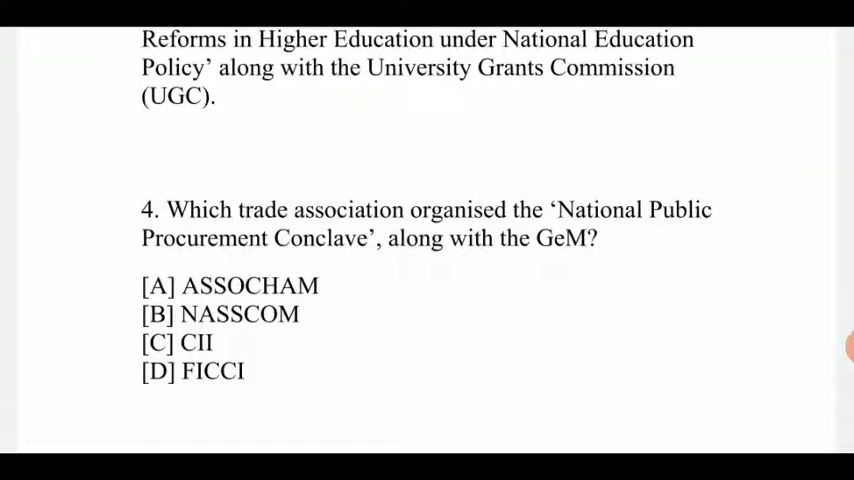 Reforms in Higher Education under National Education
Policy’ along with the University Grants Commission
(UGC).
4. Which trade association organised the ‘National Public
Procurement Conclave’, along with the GeM?
[A] ASSOCHAM
[B] NASSCOM
[C] CII
[D] FICCI